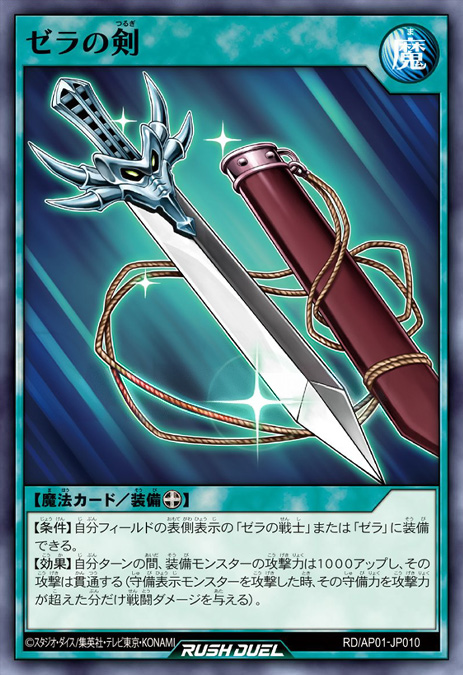 ゼラの剣
つるぎ
魔
ま
【魔法カード／装備】
【条件】自分フィールドの表側表示の「ゼラの戦士」または「ゼラ」に装備
できる。
【効果】自分ターンの間、装備モンスターの攻撃力は1000アップし、その
攻撃は貫通する（守備表示モンスターを攻撃した時、その守備力を攻撃力
が超えた分だけ戦闘ダメージを与える）。
©スタジオ・ダイス/集英社・テレビ東京・KONAMI
RUSH DUEL
RD/AP01-JP010